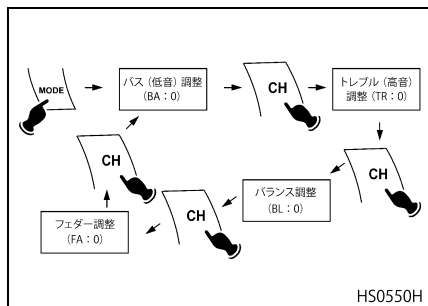 MODE
バス（低音）調整
(BA：0)
CH
トレブル（高音）
調整（TR：0）
CH
バランス調整
(BL：0)
CH
フェダー調整
(FA：0)
CH
HS0550H